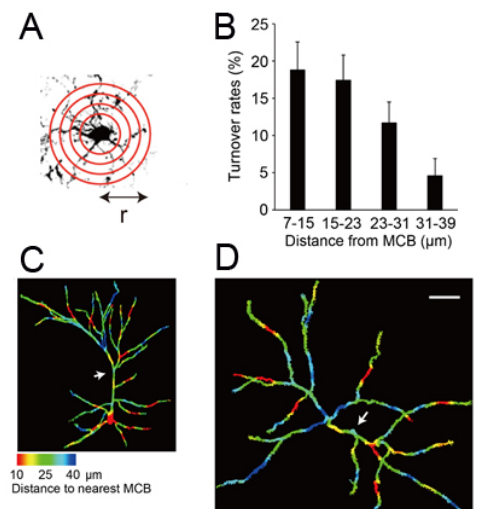 A
r
B
Turnover rates (%)
25
20
15
10
5
0
7-15 15-23 23-31 31-39
Distance from MCB (µm)
C
10 25 40 µm
Distance to nearest MCB
D